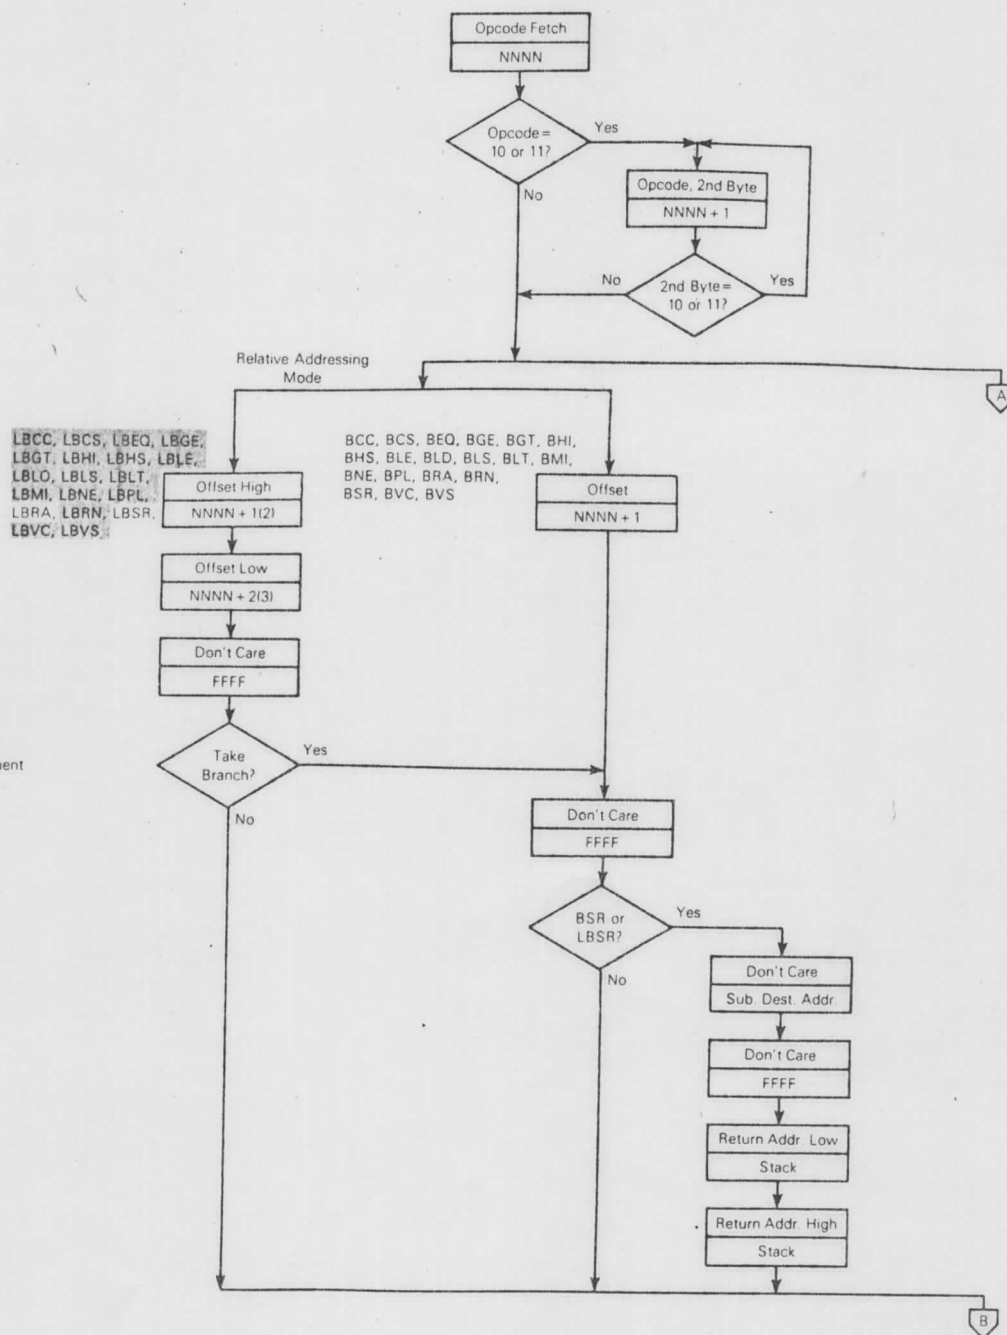 Opcode Fetch
NNNN
Opcode=
10 or 11?
Yes
No
Opcode, 2nd Byte
NNNN + 1
2nd Byte=
10 or 11?
No
Yes
Relative Addressing
Mode
A
LBCC, LBCS, LBEQ, LBGE,
LBGT, LBHI, LBHS, LBLE,
LBLO, LBLS, LBLT,
LBMI, LBNE, LBPL,
LBRA, LBRN, LBSR,
LBVC, LBVS
Offset High
NNNN + 1(2)
Offset Low
NNNN + 2(3)
Don't Care
FFFF
Take
Branch?
Yes
No
BCC, BCS, BEQ, BGE, BGT, BHI,
BHS, BLE, BLD, BLS, BLT, BMI,
BNE, BPL, BRA, BRN,
BSR, BVC, BVS
Offset
NNNN + 1
Don't Care
FFFF
BSR or
LBSR?
Yes
No
Don't Care
Sub. Dest. Addr.
Don't Care
FFFF
Return Addr. Low
Stack
Return Addr. High
Stack
B